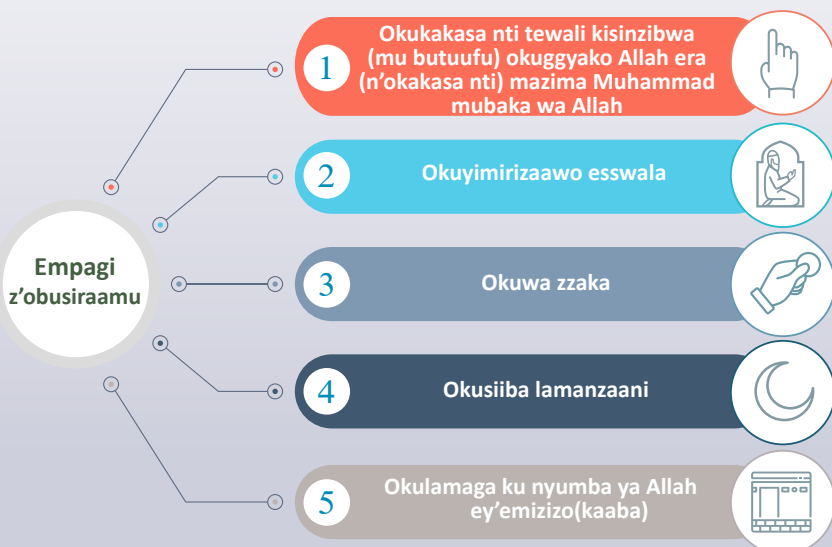 Empagi
z’obusiraamu
1
Okukakasa nti tewali kisinzibwa
(mu butuufu) okuggyako Allah era
(n’okakasa nti) mazima Muhammad
mubaka wa Allah
2
Okuyimirizaawo esswala
3
Okuwa zzaka
4
Okusiiba lamanzaani
5
Okulamaga ku nyumba ya Allah
ey’emizizo(kaaba)